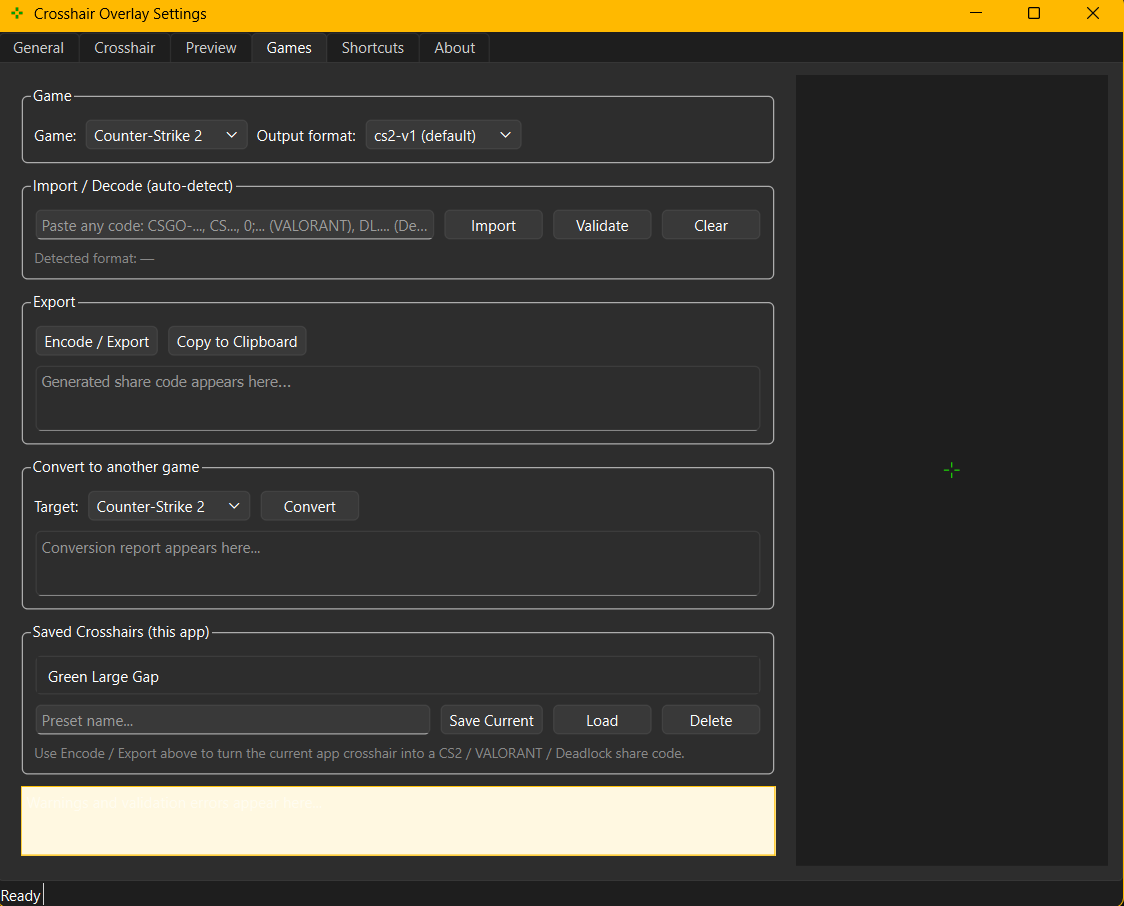 Crosshair Overlay Settings
General Crosshair Preview Games Shortcuts About
Game
Game: Counter-Strike 2 Output format: cs2-v1 (default)
Import / Decode (auto-detect)
Paste any code: CSGO-..., CS..., 0;... (VALORANT), DL.... (De... Import Validate Clear
Detected format: —
Export
Encode / Export Copy to Clipboard
Generated share code appears here...
Convert to another game
Target: Counter-Strike 2 Convert
Conversion report appears here...
Saved Crosshairs (this app)
Green Large Gap
Preset name... Save Current Load Delete
Use Encode / Export above to turn the current app crosshair into a CS2 / VALORANT / Deadlock share code.
Ready